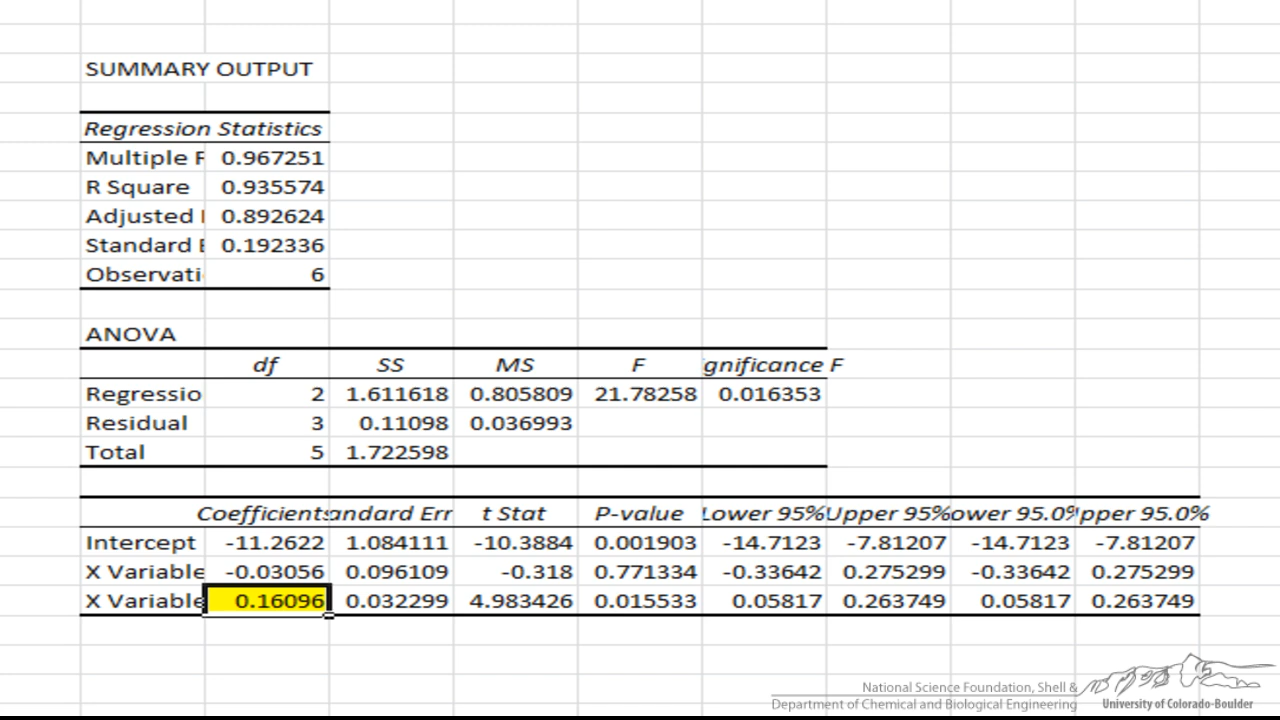 SUMMARY OUTPUT
Regression Statistics
Multiple R 0.967251
R Square 0.935574
Adjusted 0.892624
Standard E 0.192336
Observati 6
ANOVA
df SS MS F gnificance F
Regressio 2 1.611618 0.805809 21.78258 0.016353
Residual 3 0.11098 0.036993
Total 5 1.722598
Coefficients andard Err t Stat P-value Lower 95% Upper 95% ower 95.0% pper 95.0%
Intercept -11.2622 1.084111 -10.3884 0.001903 -14.7123 -7.81207 -14.7123 -7.81207
X Variable -0.03056 0.096109 -0.318 0.771334 -0.33642 0.275299 -0.33642 0.275299
X Variable 0.16096 0.032299 4.983426 0.015533 0.05817 0.263749 0.05817 0.263749
National Science Foundation, Shell &
Department of Chemical and Biological Engineering
University of Colorado-Boulder